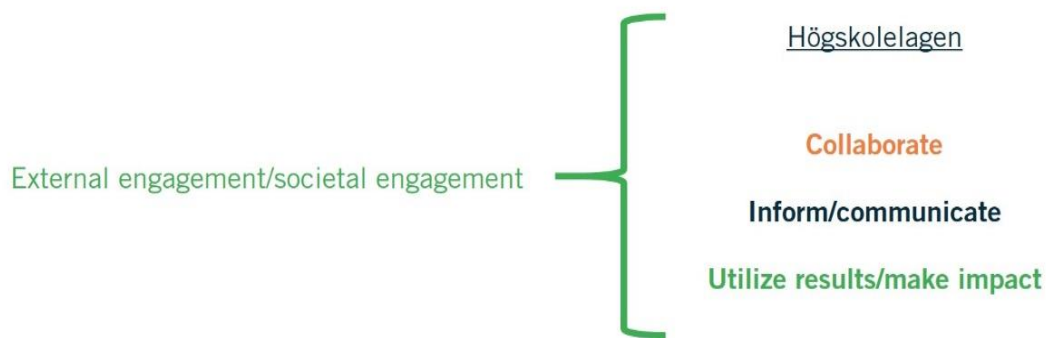 Högskolelagen
Collaborate
External engagement/societal engagement
Inform/communicate
Utilize results/make impact